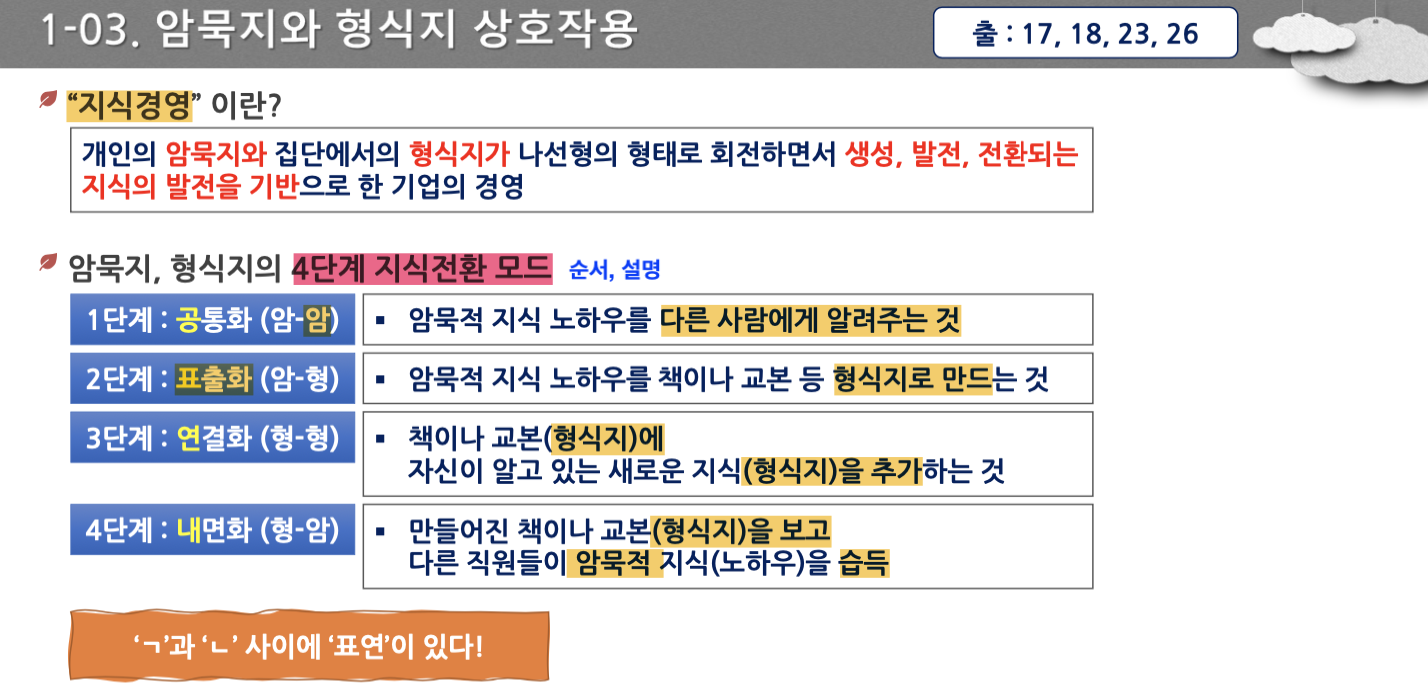 1-03. 암묵지와 형식지 상호작용
출 : 17, 18, 23, 26
“지식경영” 이란?
개인의 암묵지와 집단에서의 형식지가 나선형의 형태로 회전하면서 생성, 발전, 전환되는
지식의 발전을 기반으로 한 기업의 경영
암묵지, 형식지의 4단계 지식전환 모드 순서, 설명
1단계 : 공통화 (암-암)
▪ 암묵적 지식 노하우를 다른 사람에게 알려주는 것
2단계 : 표출화 (암-형)
▪ 암묵적 지식 노하우를 책이나 교본 등 형식지로 만드는 것
3단계 : 연결화 (형-형)
▪ 책이나 교본(형식지)에
자신이 알고 있는 새로운 지식(형식지)을 추가하는 것
4단계 : 내면화 (형-암)
▪ 만들어진 책이나 교본(형식지)을 보고
다른 직원들이 암묵적 지식(노하우)을 습득
‘ㄱ’과 ‘ㄴ’ 사이에 ‘표연’이 있다!